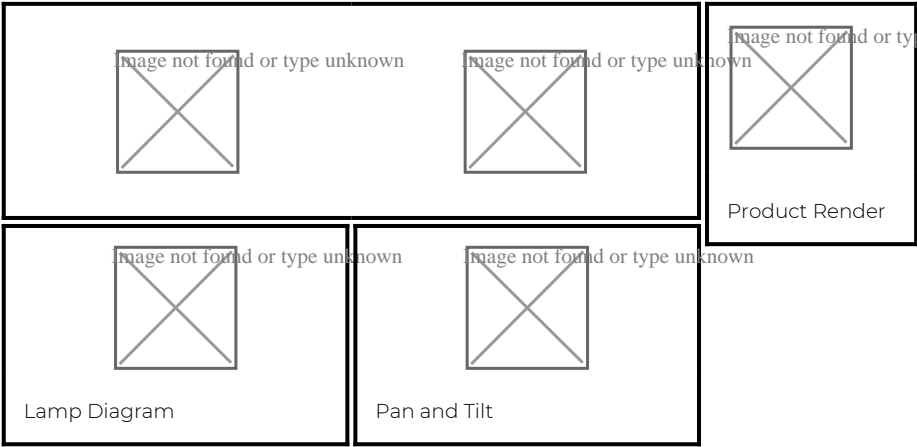 Image not found or type unknown
Image not found or type unknown
Image not found or ty
Product Render
Image not found or type unknown
Image not found or type unknown
Lamp Diagram
Pan and Tilt